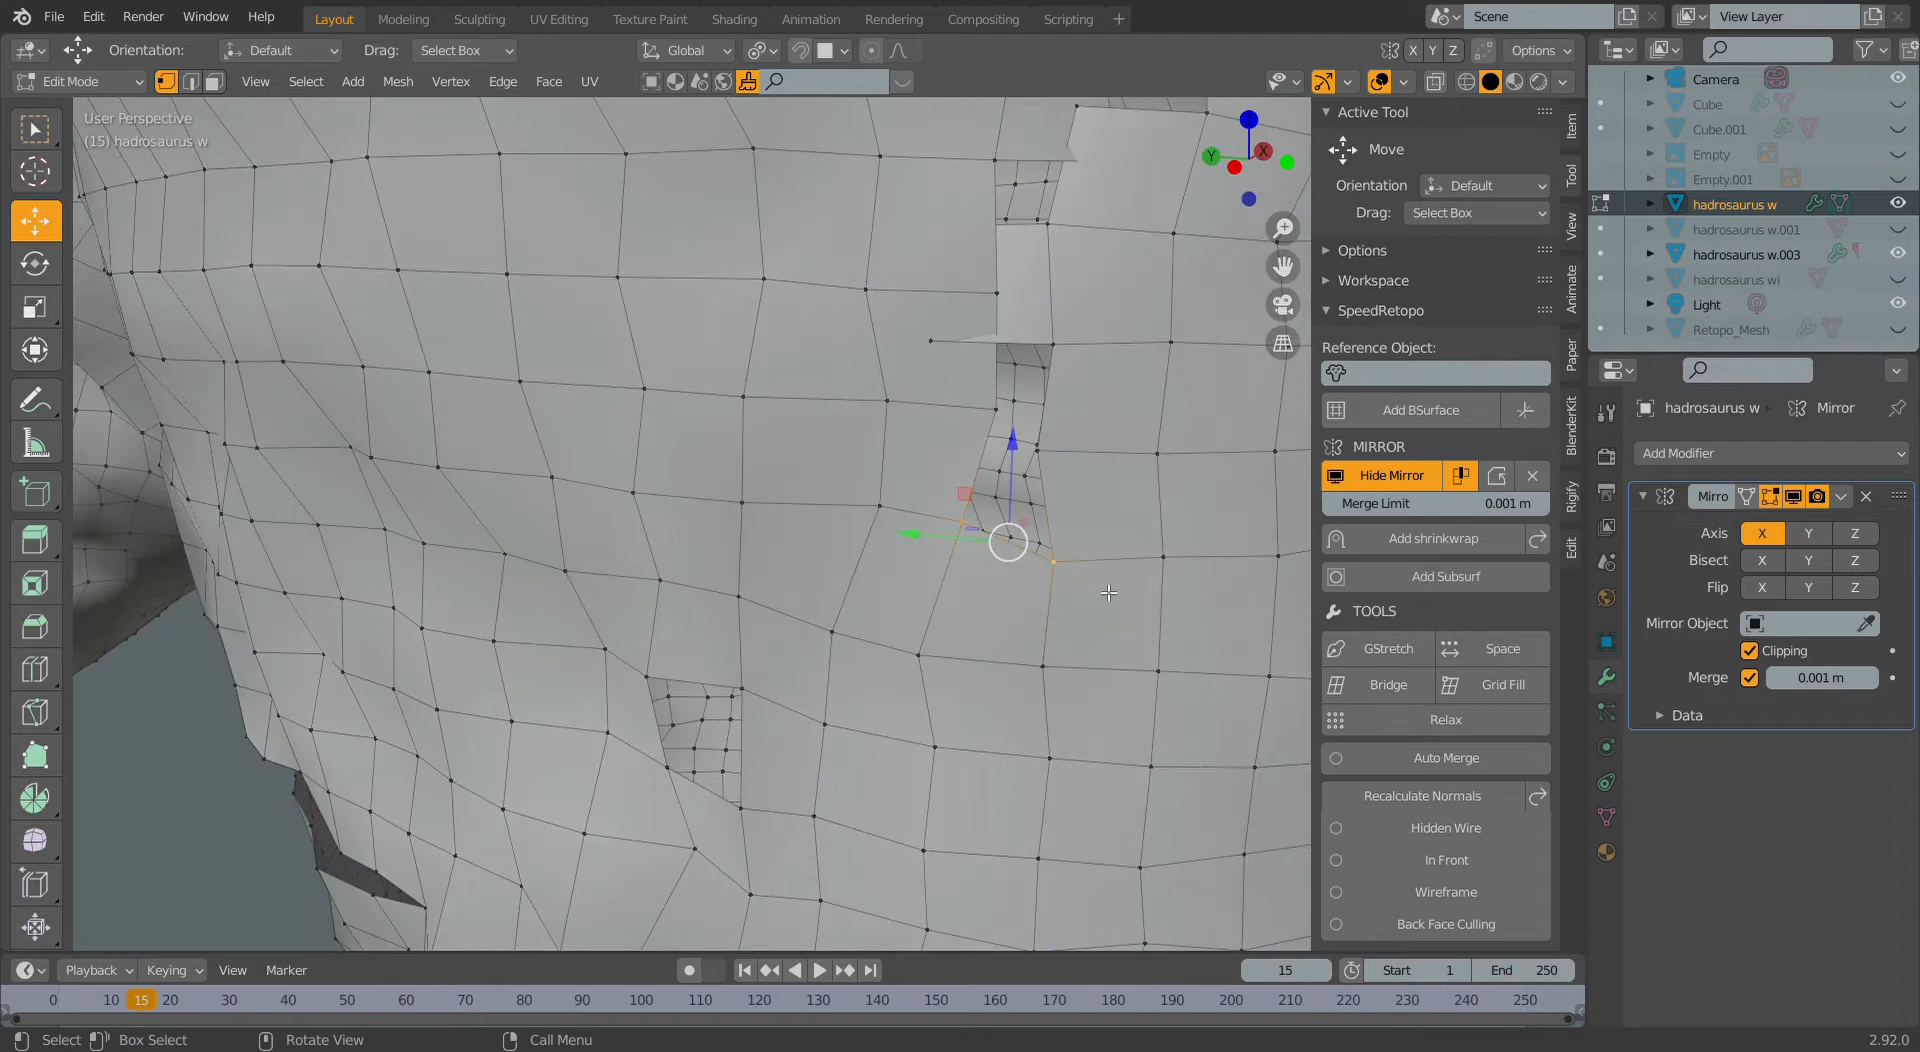 File Edit Render Window Help Layout Modeling Sculpting UV Editing Texture Paint Shading Animation Rendering Compositing Scripting + Scene View Layer
Orientation: Default Drag: Select Box Global X Y Z Options
Edit Mode View Select Add Mesh Vertex Edge Face UV
User Perspective
(15) hadrosaurus w
Y X
Active Tool
Move
Orientation Default
Drag: Select Box
Options
Workspace
SpeedRetopo
Reference Object:
Add BSurface
MIRROR
Hide Mirror
Merge Limit 0.001 m
Add shrinkwrap
Add Subsurf
TOOLS
GStretch Space
Bridge Grid Fill
Relax
Auto Merge
Recalculate Normals
Hidden Wire
In Front
Wireframe
Back Face Culling
Item
Tool
View
Animate
Paper
BlenderKit
Rigify
Edit
Camera
Cube
Cube.001
Empty
Empty.001
hadrosaurus w
hadrosaurus w.001
hadrosaurus w.003
hadrosaurus wi
Light
Retopo_Mesh
hadrosaurus w Mirror
Add Modifier
Mirro
Axis X Y Z
Bisect X Y Z
Flip X Y Z
Mirror Object
Clipping
Merge 0.001 m
Data
Playback Keying View Marker 15 Start 1 End 250
0 10 15 20 30 40 50 60 70 80 90 100 110 120 130 140 150 160 170 180 190 200 210 220 230 240 250
Select Box Select Rotate View Call Menu 2.92.0